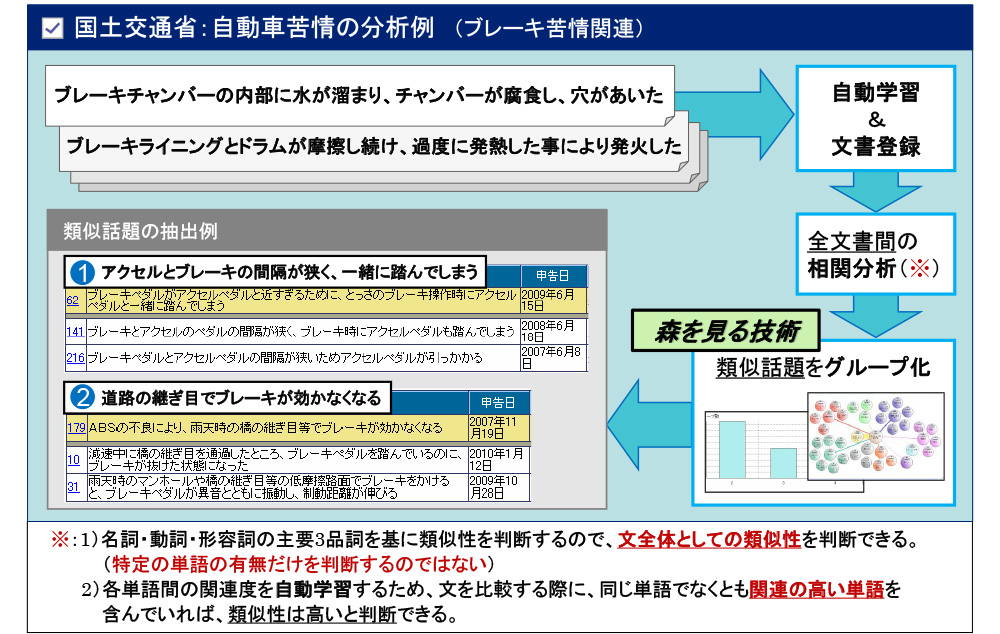 国土交通省：自動車苦情の分析例 （ブレーキ苦情関連）
ブレーキチャンバーの内部に水が溜まり、チャンバーが腐食し、穴があいた
ブレーキライニングとドラムが摩擦し続け、過度に発熱した事により発火した
自動学習
＆
文書登録
全文書間の
相関分析（※）
森を見る技術
類似話題をグループ化
類似話題の抽出例
1 アクセルとブレーキの間隔が狭く、一緒に踏んでしまう
申告日
62 ブレーキペダルがアクセルペダルと近すぎるために、とっさのブレーキ操作時にアクセル
ペダルと一緒に踏んでしまう
2009年6月
15日
141 ブレーキとアクセルのペダルの間隔が狭く、ブレーキ時にアクセルペダルも踏んでしまう
2008年6月
18日
216 ブレーキペダルとアクセルペダルの間隔が狭いためアクセルペダルが引っかかる
2007年6月8
日
2 道路の継ぎ目でブレーキが効かなくなる
申告日
179 ABSの不良により、雨天時の橋の継ぎ目等でブレーキが効かなくなる
2007年11
月19日
10 減速中に橋の継ぎ目を通過したところ、ブレーキペダルを踏んでいるのに、
ブレーキが抜けた状態になった
2010年1月
12日
31 雨天時のマンホールや橋の継ぎ目等の低摩擦路面でブレーキをかける
と、ブレーキペダルが異音とともに振動し、制動距離が伸びる
2009年10
月28日
※：1）名詞・動詞・形容詞の主要3品詞を基に類似性を判断するので、文全体としての類似性を判断できる。
（特定の単語の有無だけを判断するのではない）
2）各単語間の関連度を自動学習するため、文を比較する際に、同じ単語でなくとも関連の高い単語を
含んでいれば、類似性は高いと判断できる。